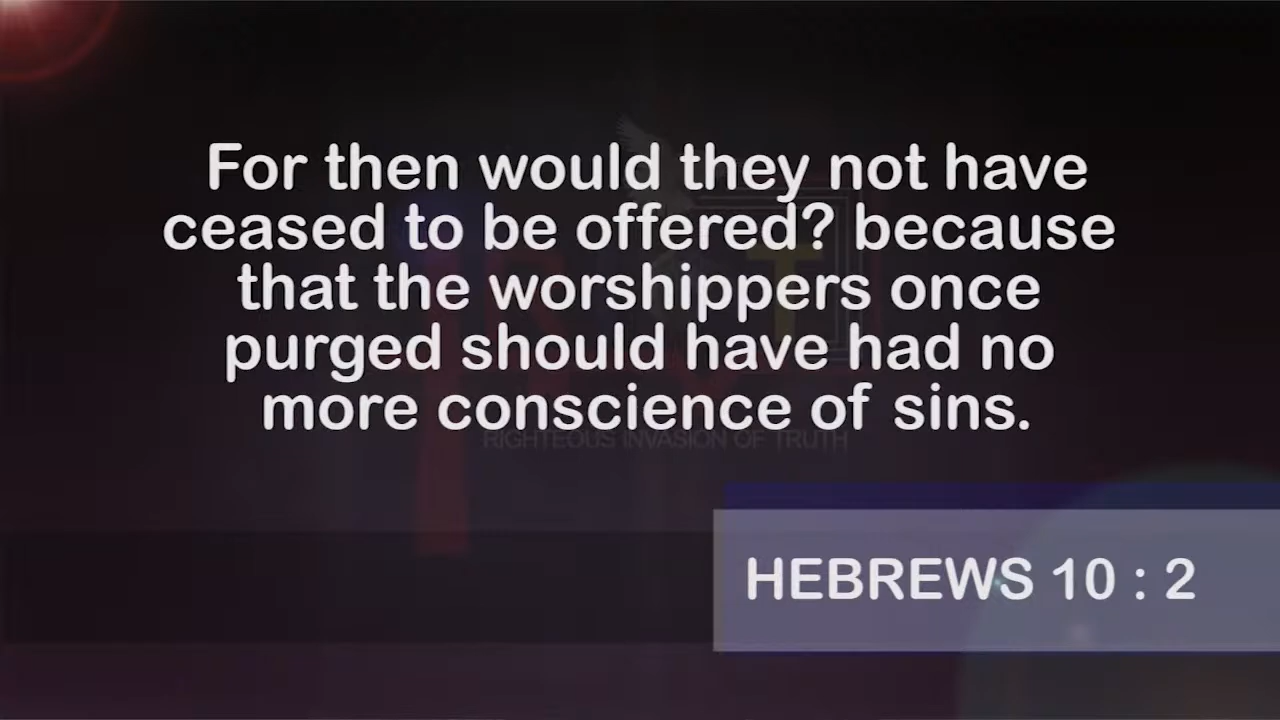 For then would they not have
ceased to be offered? because
that the worshippers once
purged should have had no
more conscience of sins.
RIGHTEOUS INVASION OF TRUTH
HEBREWS 10 : 2